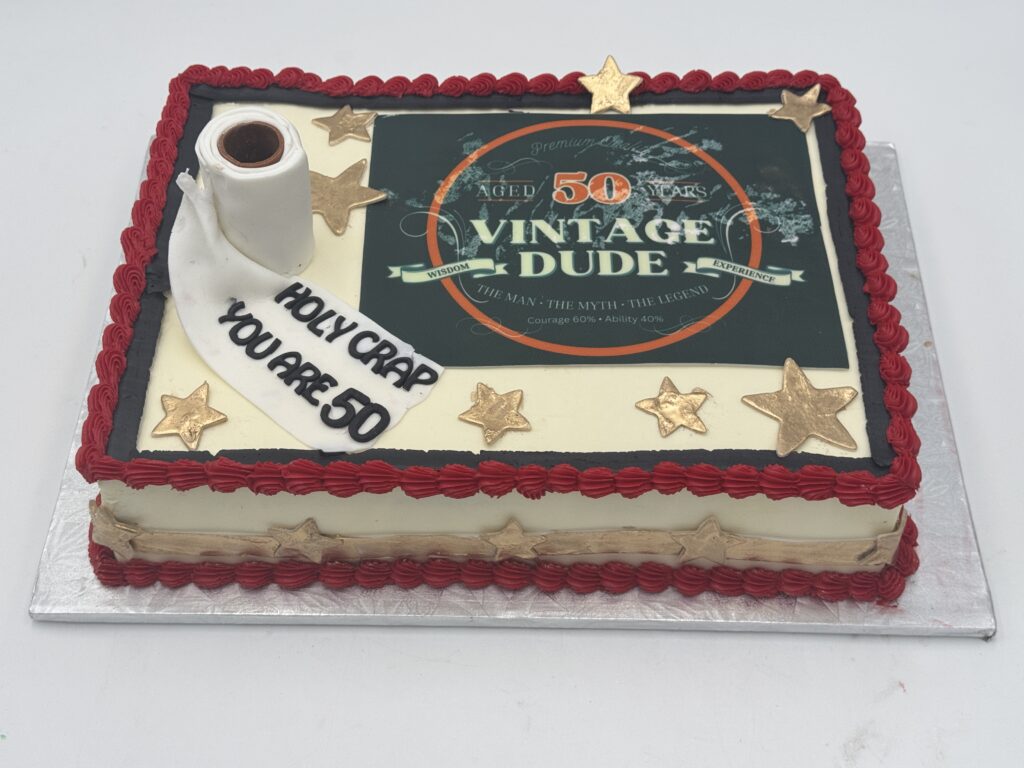 Premium Quality
AGED 50 YEARS
VINTAGE
DUDE
WISDOM
EXPERIENCE
THE MAN • THE MYTH • THE LEGEND
Courage 60% • Ability 40%
HOLY CRAP
YOU ARE 50